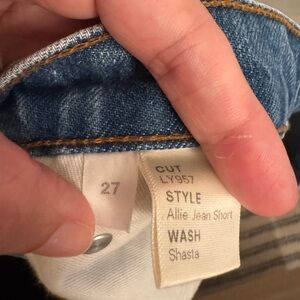 27
CUT
LY957
STYLE
Allie Jean Short
WASH
Shasta